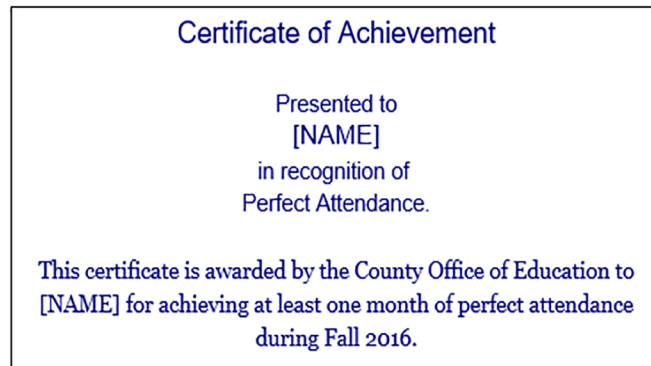 Certificate of Achievement
Presented to
[NAME]
in recognition of
Perfect Attendance.
This certificate is awarded by the County Office of Education to
[NAME] for achieving at least one month of perfect attendance
during Fall 2016.